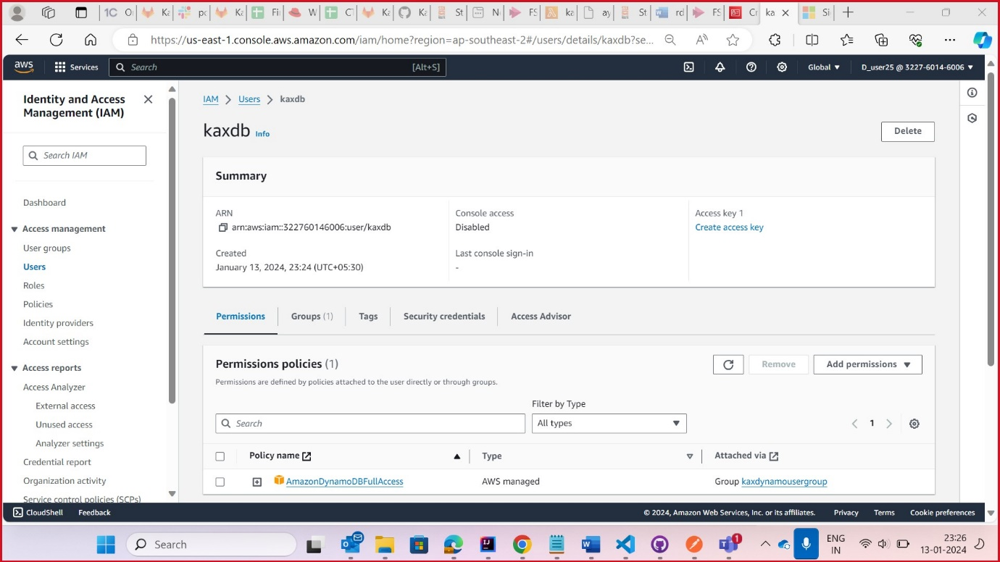 1C
O
Ka
pc
Ka
Fi
W
C1
Ka
Ka
St
N
FS
ka
ay
St
rd
FS
Cr
ka
Si
https://us-east-1.console.aws.amazon.com/iam/home?region=ap-southeast-2#/users/details/kaxdb?se...
aws
Services
Search
[Alt+S]
Global
D_user25 @ 3227-6014-6006
Identity and Access
Management (IAM)
Search IAM
Dashboard
Access management
User groups
Users
Roles
Policies
Identity providers
Account settings
Access reports
Access Analyzer
External access
Unused access
Analyzer settings
Credential report
Organization activity
Service control policies (SCPs)
IAM > Users > kaxdb
kaxdb Info
Delete
Summary
ARN
arn:aws:iam::322760146006:user/kaxdb
Created
January 13, 2024, 23:24 (UTC+05:30)
Console access
Disabled
Last console sign-in
-
Access key 1
Create access key
Permissions
Groups (1)
Tags
Security credentials
Access Advisor
Permissions policies (1)
Permissions are defined by policies attached to the user directly or through groups.
Remove
Add permissions
Filter by Type
Search
All types
1
Policy name
Type
Attached via
AmazonDynamoDBFullAccess
AWS managed
Group kaxdynamousergroup
CloudShell
Feedback
© 2024, Amazon Web Services, Inc. or its affiliates.
Privacy
Terms
Cookie preferences
Search
1
ENG
IN
23:26
13-01-2024